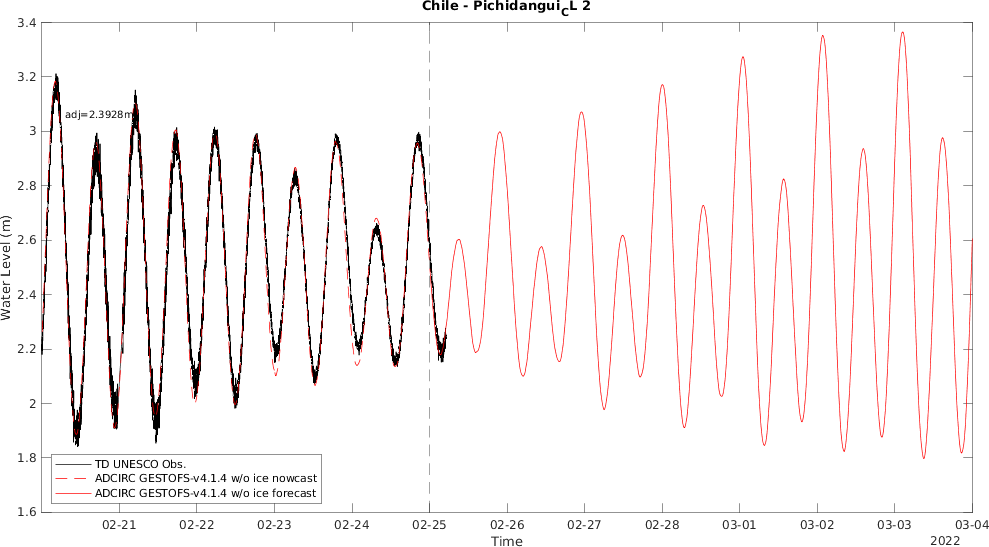 Chile - PichidanguiCL 2
3.4
3.2
3
2.8
2.6
2.4
2.2
2
1.8
1.6
Water Level (m)
adj=2.3928m
TD UNESCO Obs.
ADCIRC GESTOFS-v4.1.4 w/o ice nowcast
ADCIRC GESTOFS-v4.1.4 w/o ice forecast
02-21 02-22 02-23 02-24 02-25 02-26 02-27 02-28 03-01 03-02 03-03 03-04
Time
2022